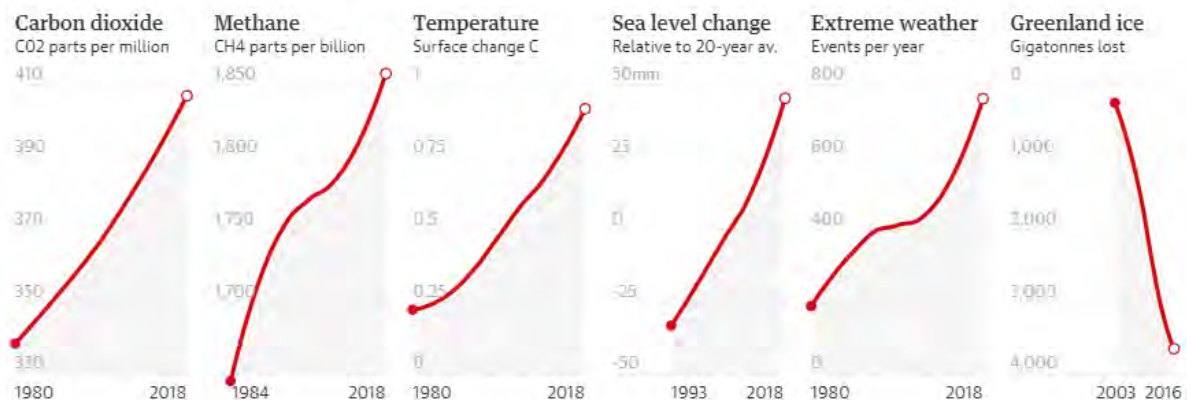 Carbon dioxide
CO2 parts per million
410
390
370
350
330
1980 2018
Methane
CH4 parts per billion
1,850
1,800
1,750
1,700
1984 2018
Temperature
Surface change C
1
0.75
0.5
0.25
0
1980 2018
Sea level change
Relative to 20-year av.
50mm
25
0
-25
-50
1993 2018
Extreme weather
Events per year
800
600
400
0
1980 2018
Greenland ice
Gigatonnes lost
0
1,000
2,000
3,000
4,000
2003 2016